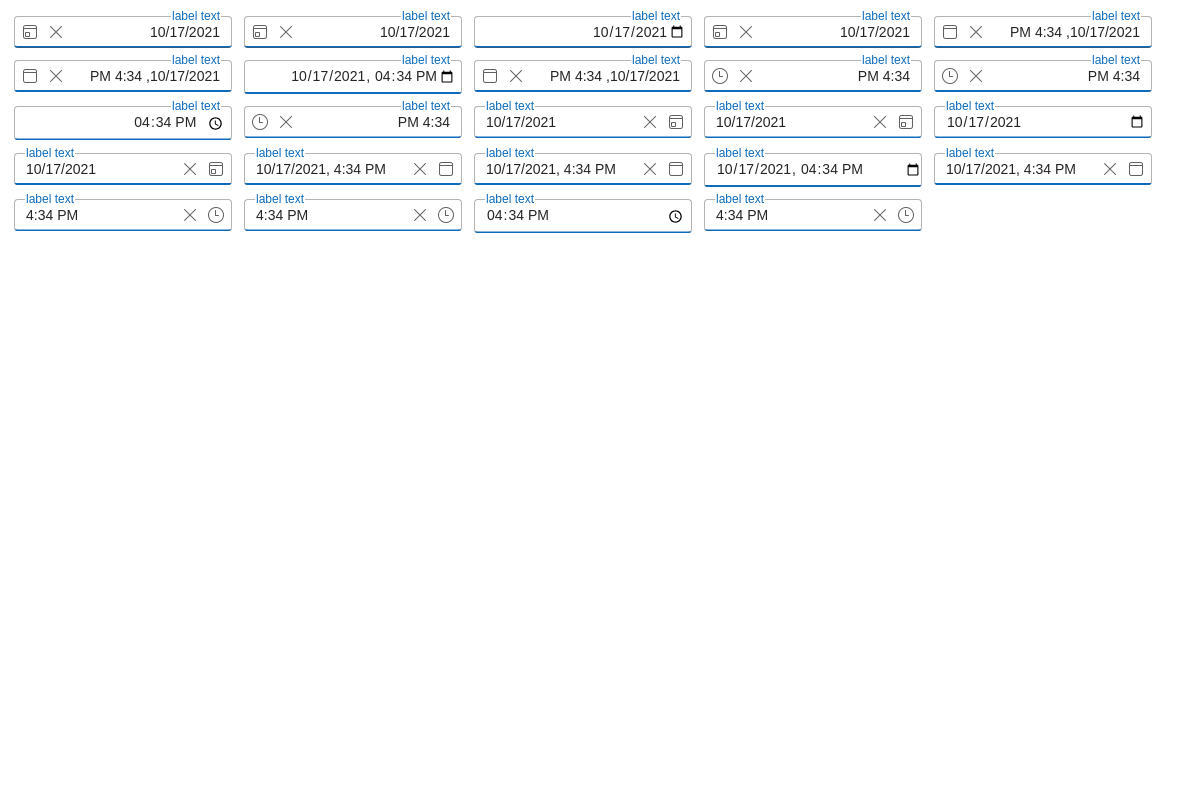 label text
10/17/2021
label text
10/17/2021
label text
10/17/2021
label text
10/17/2021
label text
PM 4:34 ,10/17/2021
label text
PM 4:34 ,10/17/2021
label text
10/17/2021, 04:34 PM
label text
PM 4:34 ,10/17/2021
label text
PM 4:34
label text
PM 4:34
label text
04:34 PM
label text
PM 4:34
label text
10/17/2021
label text
10/17/2021
label text
10/17/2021
label text
10/17/2021
label text
10/17/2021, 4:34 PM
label text
10/17/2021, 4:34 PM
label text
10/17/2021, 04:34 PM
label text
10/17/2021, 4:34 PM
label text
4:34 PM
label text
4:34 PM
label text
04:34 PM
label text
4:34 PM